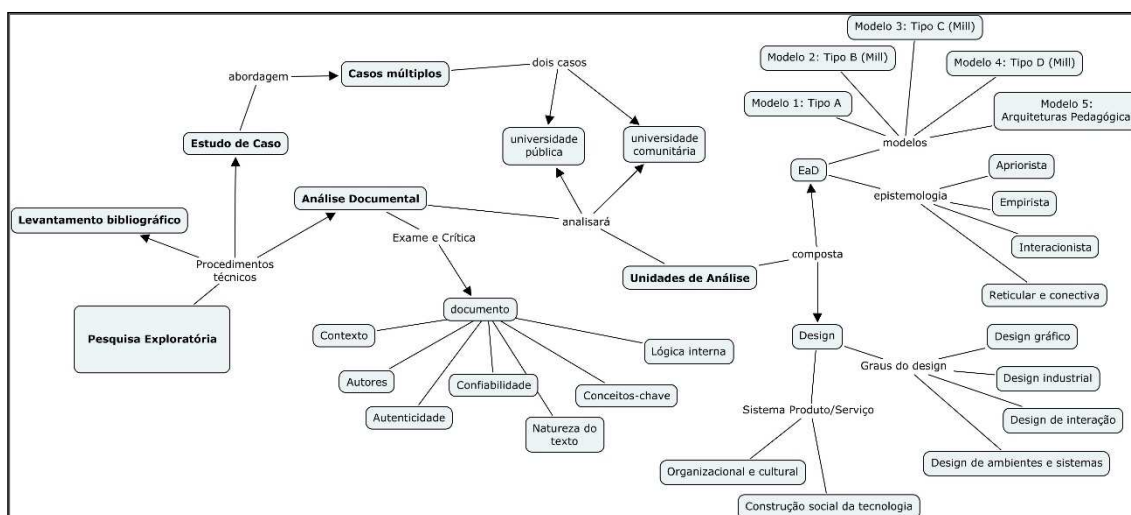 Modelo 3: Tipo C (Mill)
Modelo 2: Tipo B (Mill)
Modelo 4: Tipo D (Mill)
Modelo 1: Tipo A
Modelo 5:
Arquiteturas Pedagógicas
modelos
abordagem
Casos múltiplos
dois casos
Estudo de Caso
universidade
pública
universidade
comunitária
EaD
Apriorista
epistemologia
Empirista
Interacionista
Reticular e conectiva
Análise Documental
analisará
Levantamento bibliográfico
Exame e Crítica
Procedimentos
técnicos
Unidades de Análise
composta
Pesquisa Exploratória
documento
Contexto
Lógica interna
Autores
Confiabilidade
Conceitos-chave
Autenticidade
Natureza do
texto
Design
Design gráfico
Graus do design
Design industrial
Design de interação
Design de ambientes e sistemas
Sistema Produto/Serviço
Organizacional e cultural
Construção social da tecnologia